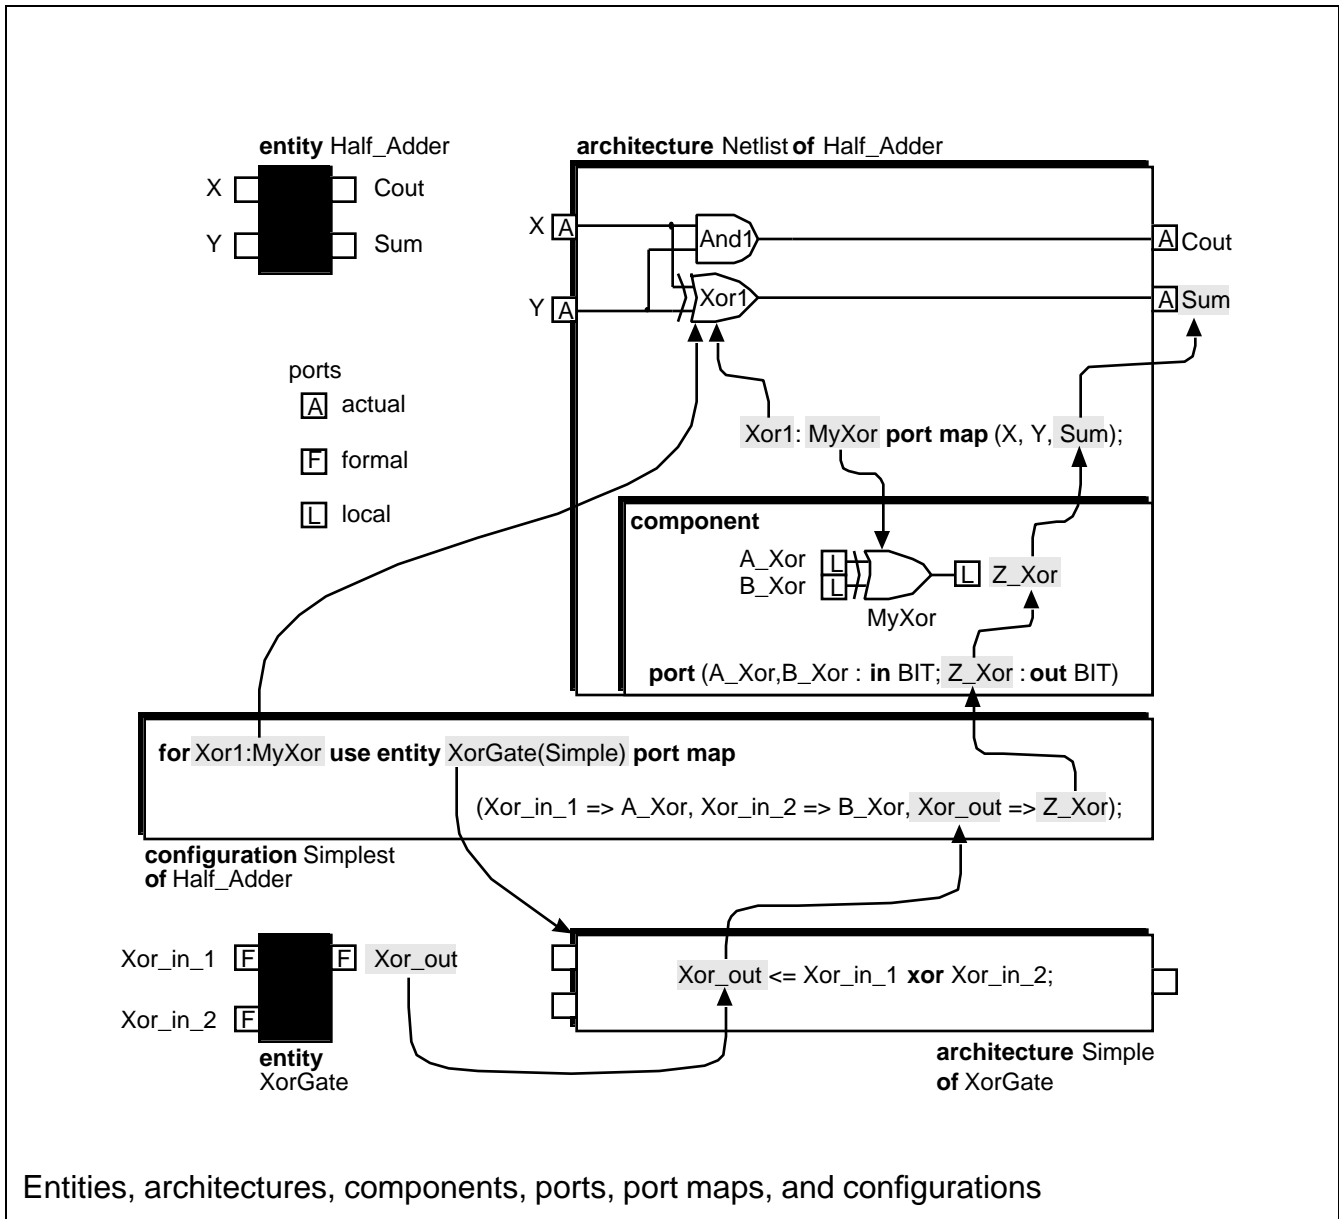 entity Half_Adder
X Cout
Y Sum
architecture Netlist of Half_Adder
X A And1 A Cout
Y A Xor1 A Sum
ports
A actual
F formal
L local
Xor1: MyXor port map (X, Y, Sum);
component
A_Xor L L Z_Xor
B_Xor L
MyXor
port (A_Xor,B_Xor : in BIT; Z_Xor : out BIT)
for Xor1:MyXor use entity XorGate(Simple) port map
(Xor_in_1 => A_Xor, Xor_in_2 => B_Xor, Xor_out => Z_Xor);
configuration Simplest
of Half_Adder
Xor_in_1 F F Xor_out
Xor_in_2 F
entity
XorGate
Xor_out <= Xor_in_1 xor Xor_in_2;
architecture Simple
of XorGate
Entities, architectures, components, ports, port maps, and configurations